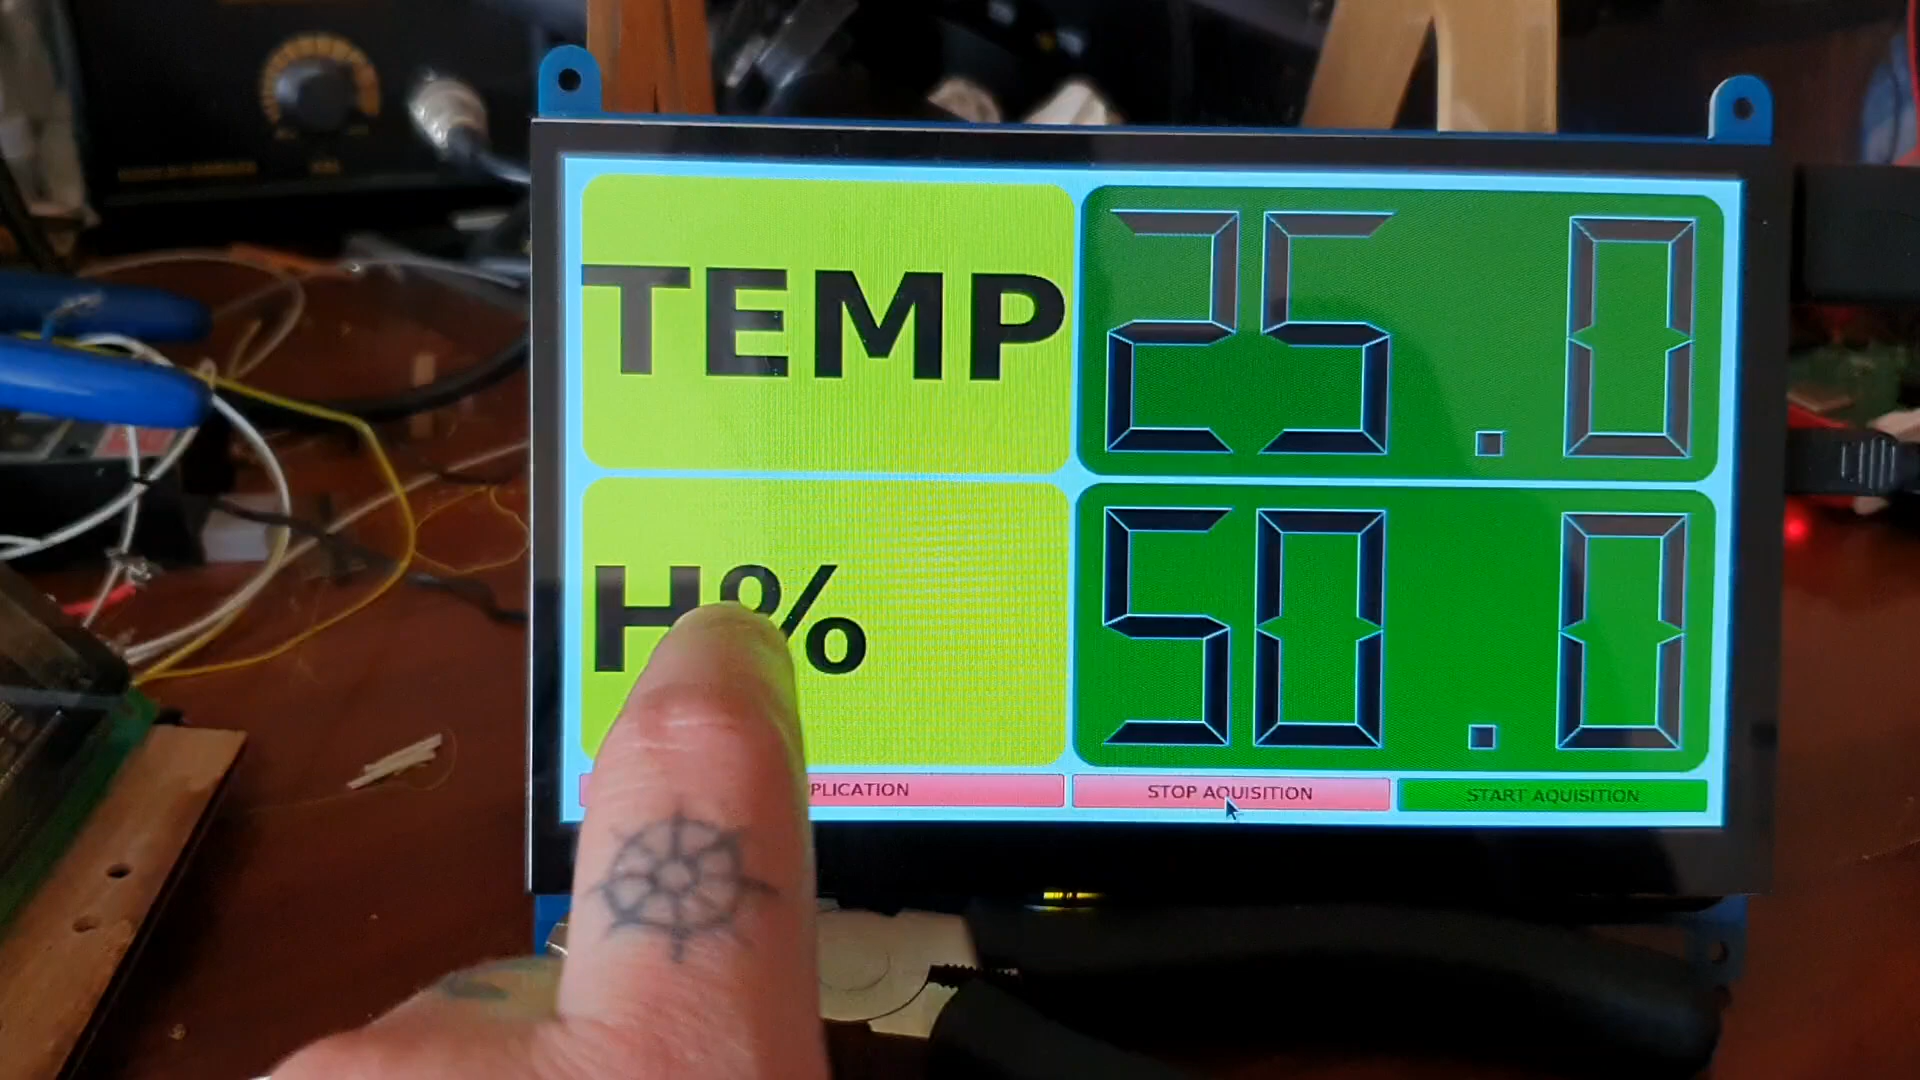 TEMP 25.0
H% 50.0
PLICATION STOP AQUISITION START AQUISITION